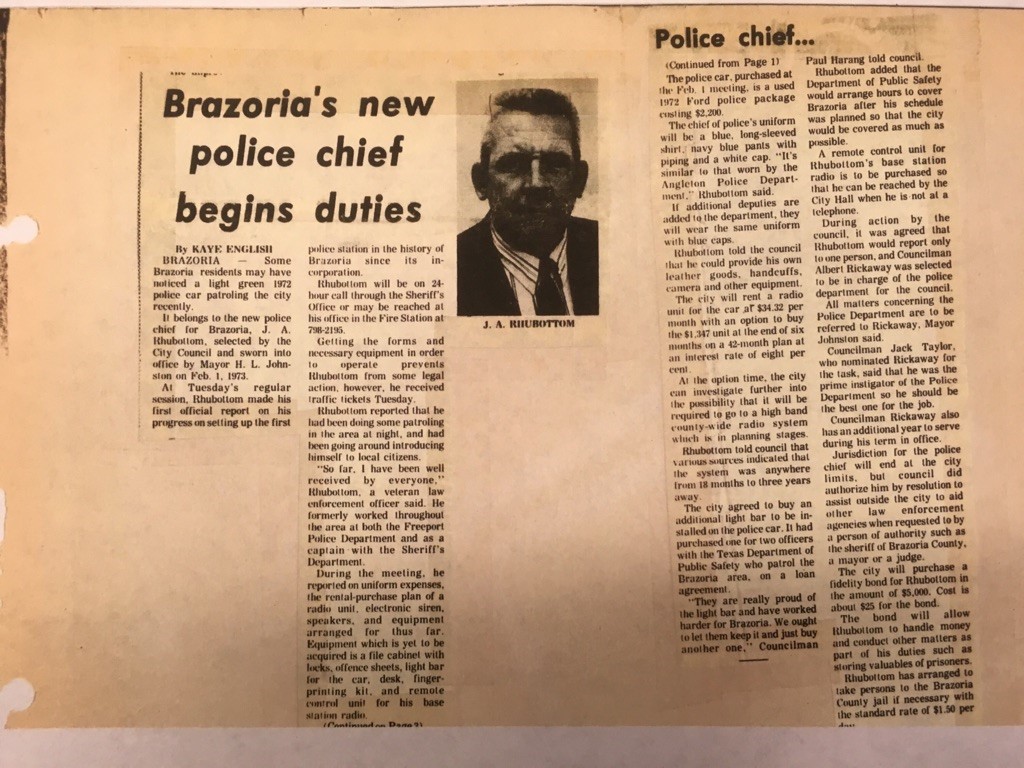 Brazoria's new
police chief
begins duties
By KAYE ENGLISH
BRAZORIA — Some
Brazoria residents may have
noticed a light green 1972
police car patroling the city
recently.
It belongs to the new police
chief for Brazoria, J. A.
Rhubottom, selected by the
City Council and sworn into
office by Mayor H. L. John-
ston on Feb. 1, 1973.
At Tuesday's regular
session, Rhubottom made his
first official report on his
progress on setting up the first
police station in the history of
Brazoria since its in-
corporation.
Rhubottom will be on 24-
hour call through the Sheriff's
Office or may be reached at
his office in the Fire Station at
798-2195.
Getting the forms and
necessary equipment in order
to operate prevents
Rhubottom from some legal
action, however, he received
traffic tickets Tuesday.
Rhubottom reported that he
had been doing some patroling
in the area at night, and had
been going around introducing
himself to local citizens.
"So far, I have been well
received by everyone,"
Rhubottom, a veteran law
enforcement officer said. He
formerly worked throughout
the area at both the Freeport
Police Department and as a
captain with the Sheriff's
Department.
During the meeting, he
reported on uniform expenses,
the rental-purchase plan of a
radio unit, electronic siren,
speakers, and equipment
arranged for thus far.
Equipment which is yet to be
acquired is a file cabinet with
locks, offence sheets, light bar
for the car, desk, finger-
printing kit, and remote
control unit for his base
station radio.
(Continued on Page 2)
J. A. RHUBOTTOM
Police chief...
(Continued from Page 1)
The police car, purchased at
the Feb. 1 meeting, is a used
1972 Ford police package
costing $2,200.
The chief of police's uniform
will be a blue, long-sleeved
shirt, navy blue pants with
piping and a white cap. "It's
similar to that worn by the
Angleton Police Depart-
ment," Rhubottom said.
If additional deputies are
added to the department, they
will wear the same uniform
with blue caps.
Rhubottom told the council
that he could provide his own
leather goods, handcuffs,
camera and other equipment.
The city will rent a radio
unit for the car at $34.32 per
month with an option to buy
the $1,347 unit at the end of six
months on a 42-month plan at
an interest rate of eight per
cent.
At the option time, the city
can investigate further into
the possibility that it will be
required to go to a high band
county-wide radio system
which is in planning stages.
Rhubottom told council that
various sources indicated that
the system was anywhere
from 18 months to three years
away.
The city agreed to buy an
additional light bar to be in-
stalled on the police car. It had
purchased one for two officers
with the Texas Department of
Public Safety who patrol the
Brazoria area, on a loan
agreement.
"They are really proud of
the light bar and have worked
harder for Brazoria. We ought
to let them keep it and just buy
another one," Councilman
Paul Harang told council.
Rhubottom added that the
Department of Public Safety
would arrange hours to cover
Brazoria after his schedule
was planned so that the city
would be covered as much as
possible.
A remote control unit for
Rhubottom's base station
radio is to be purchased so
that he can be reached by the
City Hall when he is not at a
telephone.
During action by the
council, it was agreed that
Rhubottom would report only
to one person, and Councilman
Albert Rickaway was selected
to be in charge of the police
department for the council.
All matters concerning the
Police Department are to be
referred to Rickaway, Mayor
Johnston said.
Councilman Jack Taylor,
who nominated Rickaway for
the task, said that he was the
prime instigator of the Police
Department so he should be
the best one for the job.
Councilman Rickaway also
has an additional year to serve
during his term in office.
Jurisdiction for the police
chief will end at the city
limits, but council did
authorize him by resolution to
assist outside the city to aid
other law enforcement
agencies when requested to by
a person of authority such as
the sheriff of Brazoria County,
a mayor or a judge.
The city will purchase a
fidelity bond for Rhubottom in
the amount of $5,000. Cost is
about $25 for the bond.
The bond will allow
Rhubottom to handle money
and conduct other matters as
part of his duties such as
storing valuables of prisoners.
Rhubottom has arranged to
take persons to the Brazoria
County jail if necessary with
the standard rate of $1.50 per